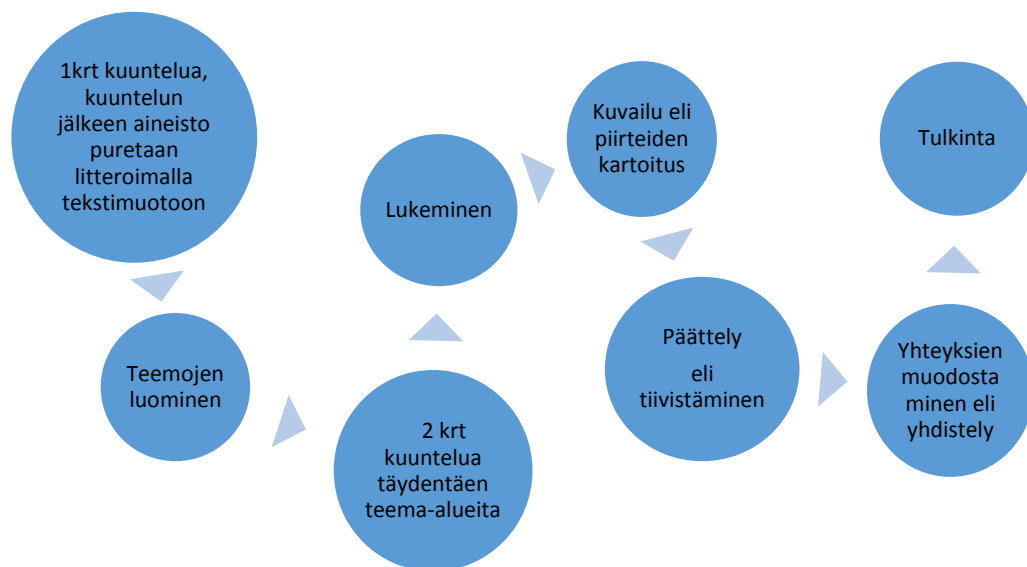 1krt kuuntelua,
kuuntelun
jälkeen aineisto
puretaan
litteroimalla
tekstimuotoon
Teemojen
luominen
2 krt
kuuntelua
täydentäen
teema-alueita
Lukeminen
Kuvailu eli
piirteiden
kartoitus
Päättely
eli
tiivistäminen
Yhteyksien
muodosta
minen eli
yhdistely
Tulkinta